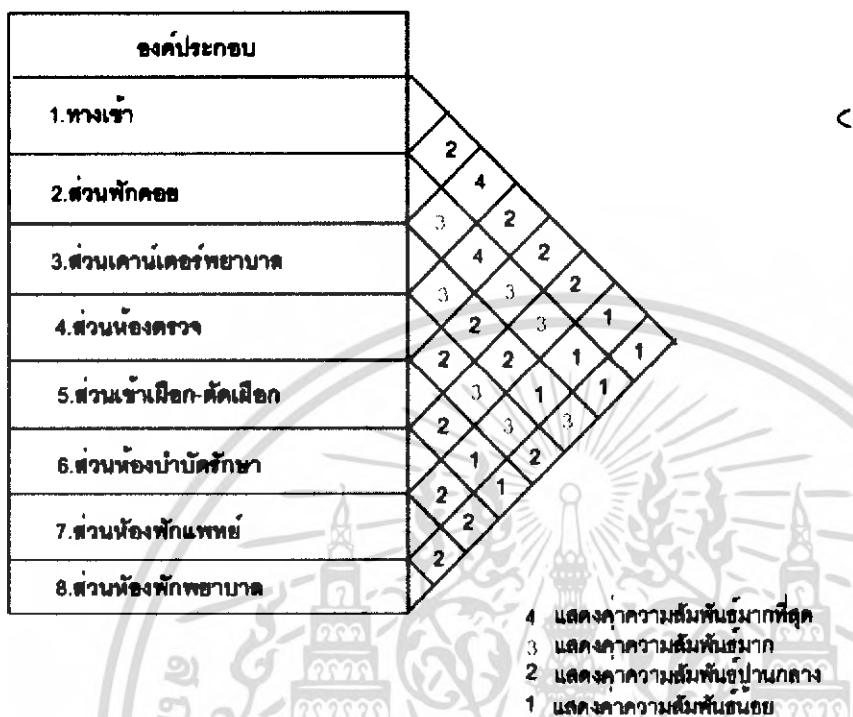 องค์ประกอบ
1.ทางเข้า
2
2.ส่วนพักคอย 4
3 2
3.ส่วนเคาน์เตอร์พยาบาล 4 2
3 3 2
4.ส่วนห้องตรวจ 2 3 1
2 2 1 1
5.ส่วนเข้าเฝือก-ตัดเฝือก 3 1 1
2 3 3
6.ส่วนห้องบำบัดรักษา 1 2
2 1
7.ส่วนห้องพักแพทย์ 2
2
8.ส่วนห้องพักพยาบาล
4 แสดงค่าความสัมพันธ์มากที่สุด
3 แสดงค่าความสัมพันธ์มาก
2 แสดงค่าความสัมพันธ์ปานกลาง
1 แสดงค่าความสัมพันธ์น้อย